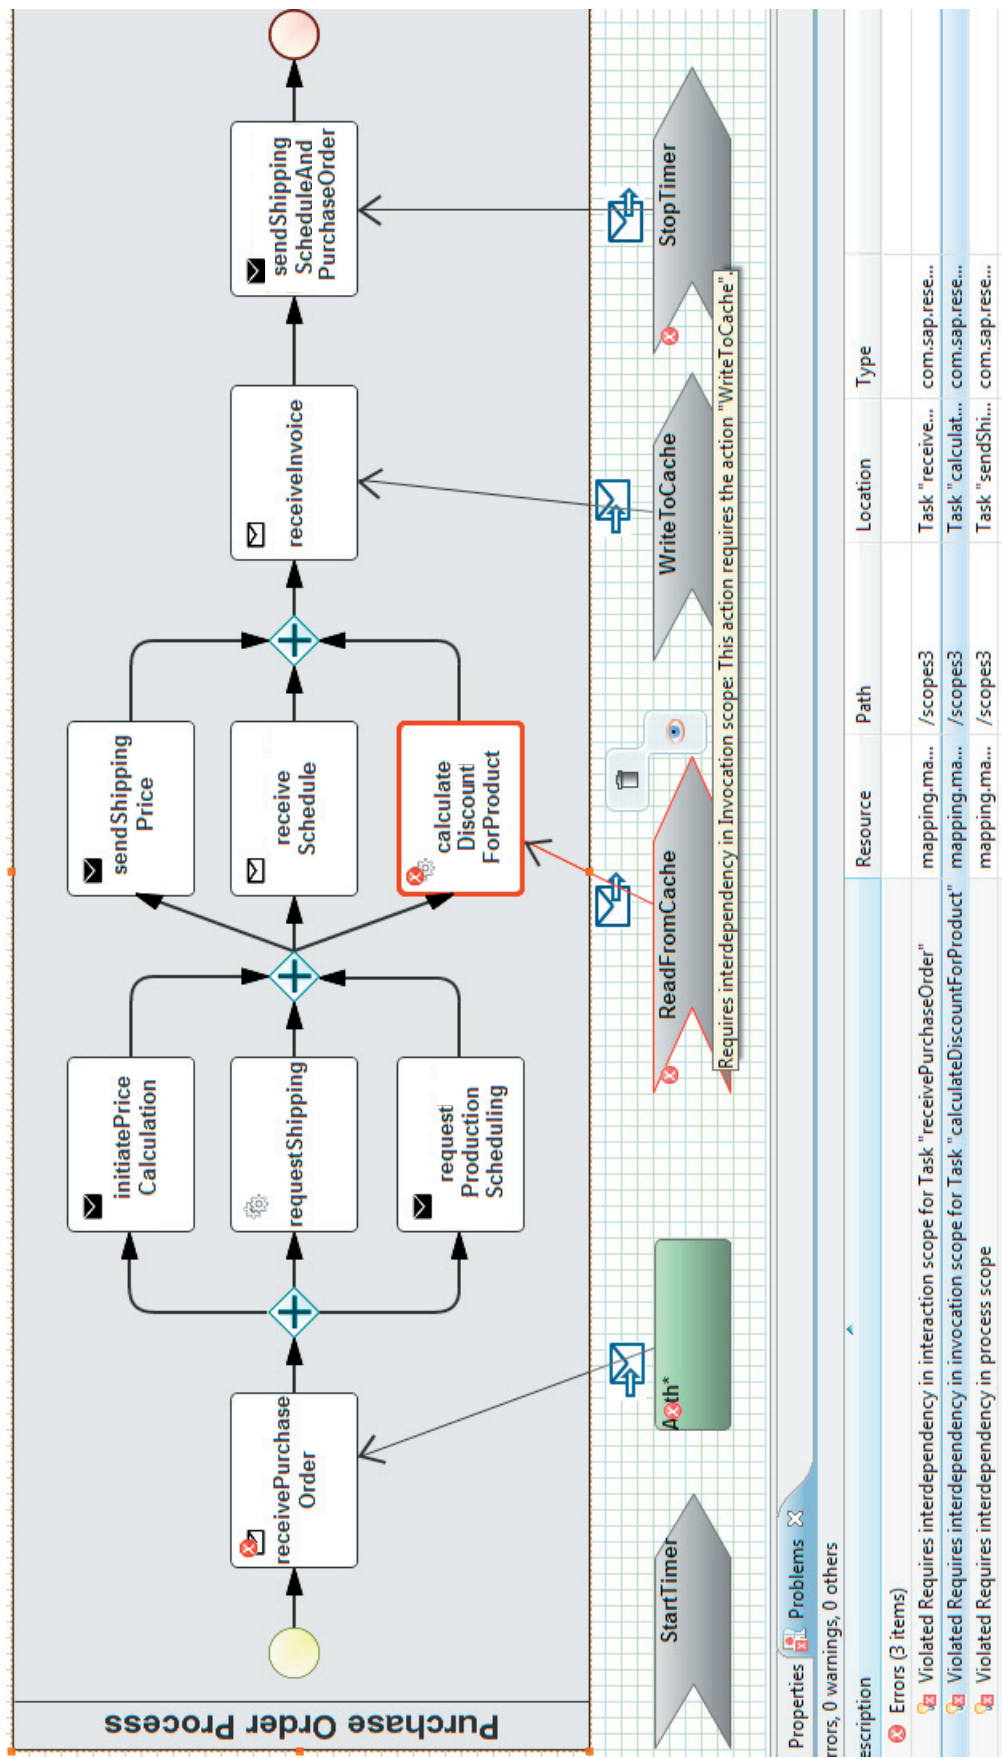 Purchase Order Process
receivePurchase
Order
initiatePrice
Calculation
requestShipping
request
Production
Scheduling
sendShipping
Price
receive
Schedule
calculate
Discount
ForProduct
receiveInvoice
sendShipping
ScheduleAnd
PurchaseOrder
StartTimer
ReadFromCache
WriteToCache
StopTimer
Requires interdependency in Invocation scope: This action requires the action "WriteToCache".
Properties Problems
rrors, 0 warnings, 0 others
escription Resource Path Location Type
Errors (3 items)
Violated Requires interdependency in interaction scope for Task "receivePurchaseOrder" mapping.ma... /scopes3 Task "receive... com.sap.rese...
Violated Requires interdependency in invocation scope for Task "calculateDiscountForProduct" mapping.ma... /scopes3 Task "calculat... com.sap.rese...
Violated Requires interdependency in process scope mapping.ma... /scopes3 Task "sendShi... com.sap.rese...